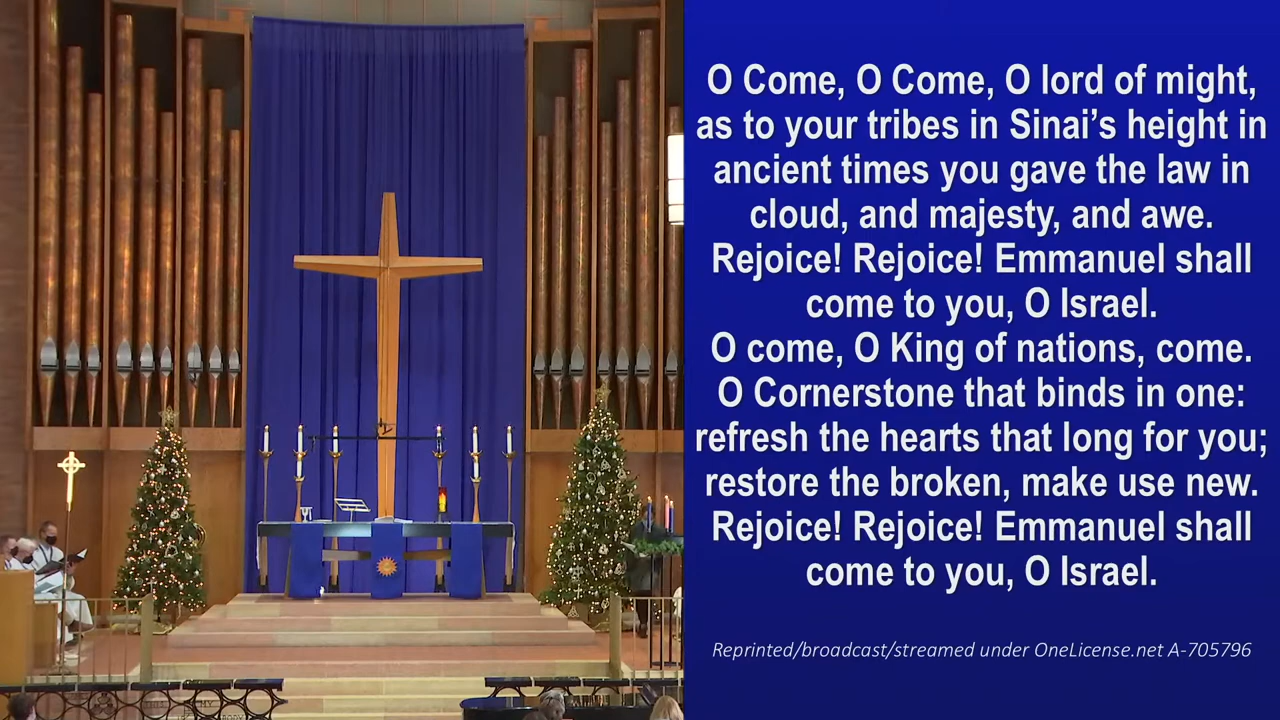 O Come, O Come, O lord of might,
as to your tribes in Sinai’s height in
ancient times you gave the law in
cloud, and majesty, and awe.
Rejoice! Rejoice! Emmanuel shall
come to you, O Israel.
O come, O King of nations, come.
O Cornerstone that binds in one:
refresh the hearts that long for you;
restore the broken, make use new.
Rejoice! Rejoice! Emmanuel shall
come to you, O Israel.
Reprinted/broadcast/streamed under OneLicense.net A-705796
MY
BODY